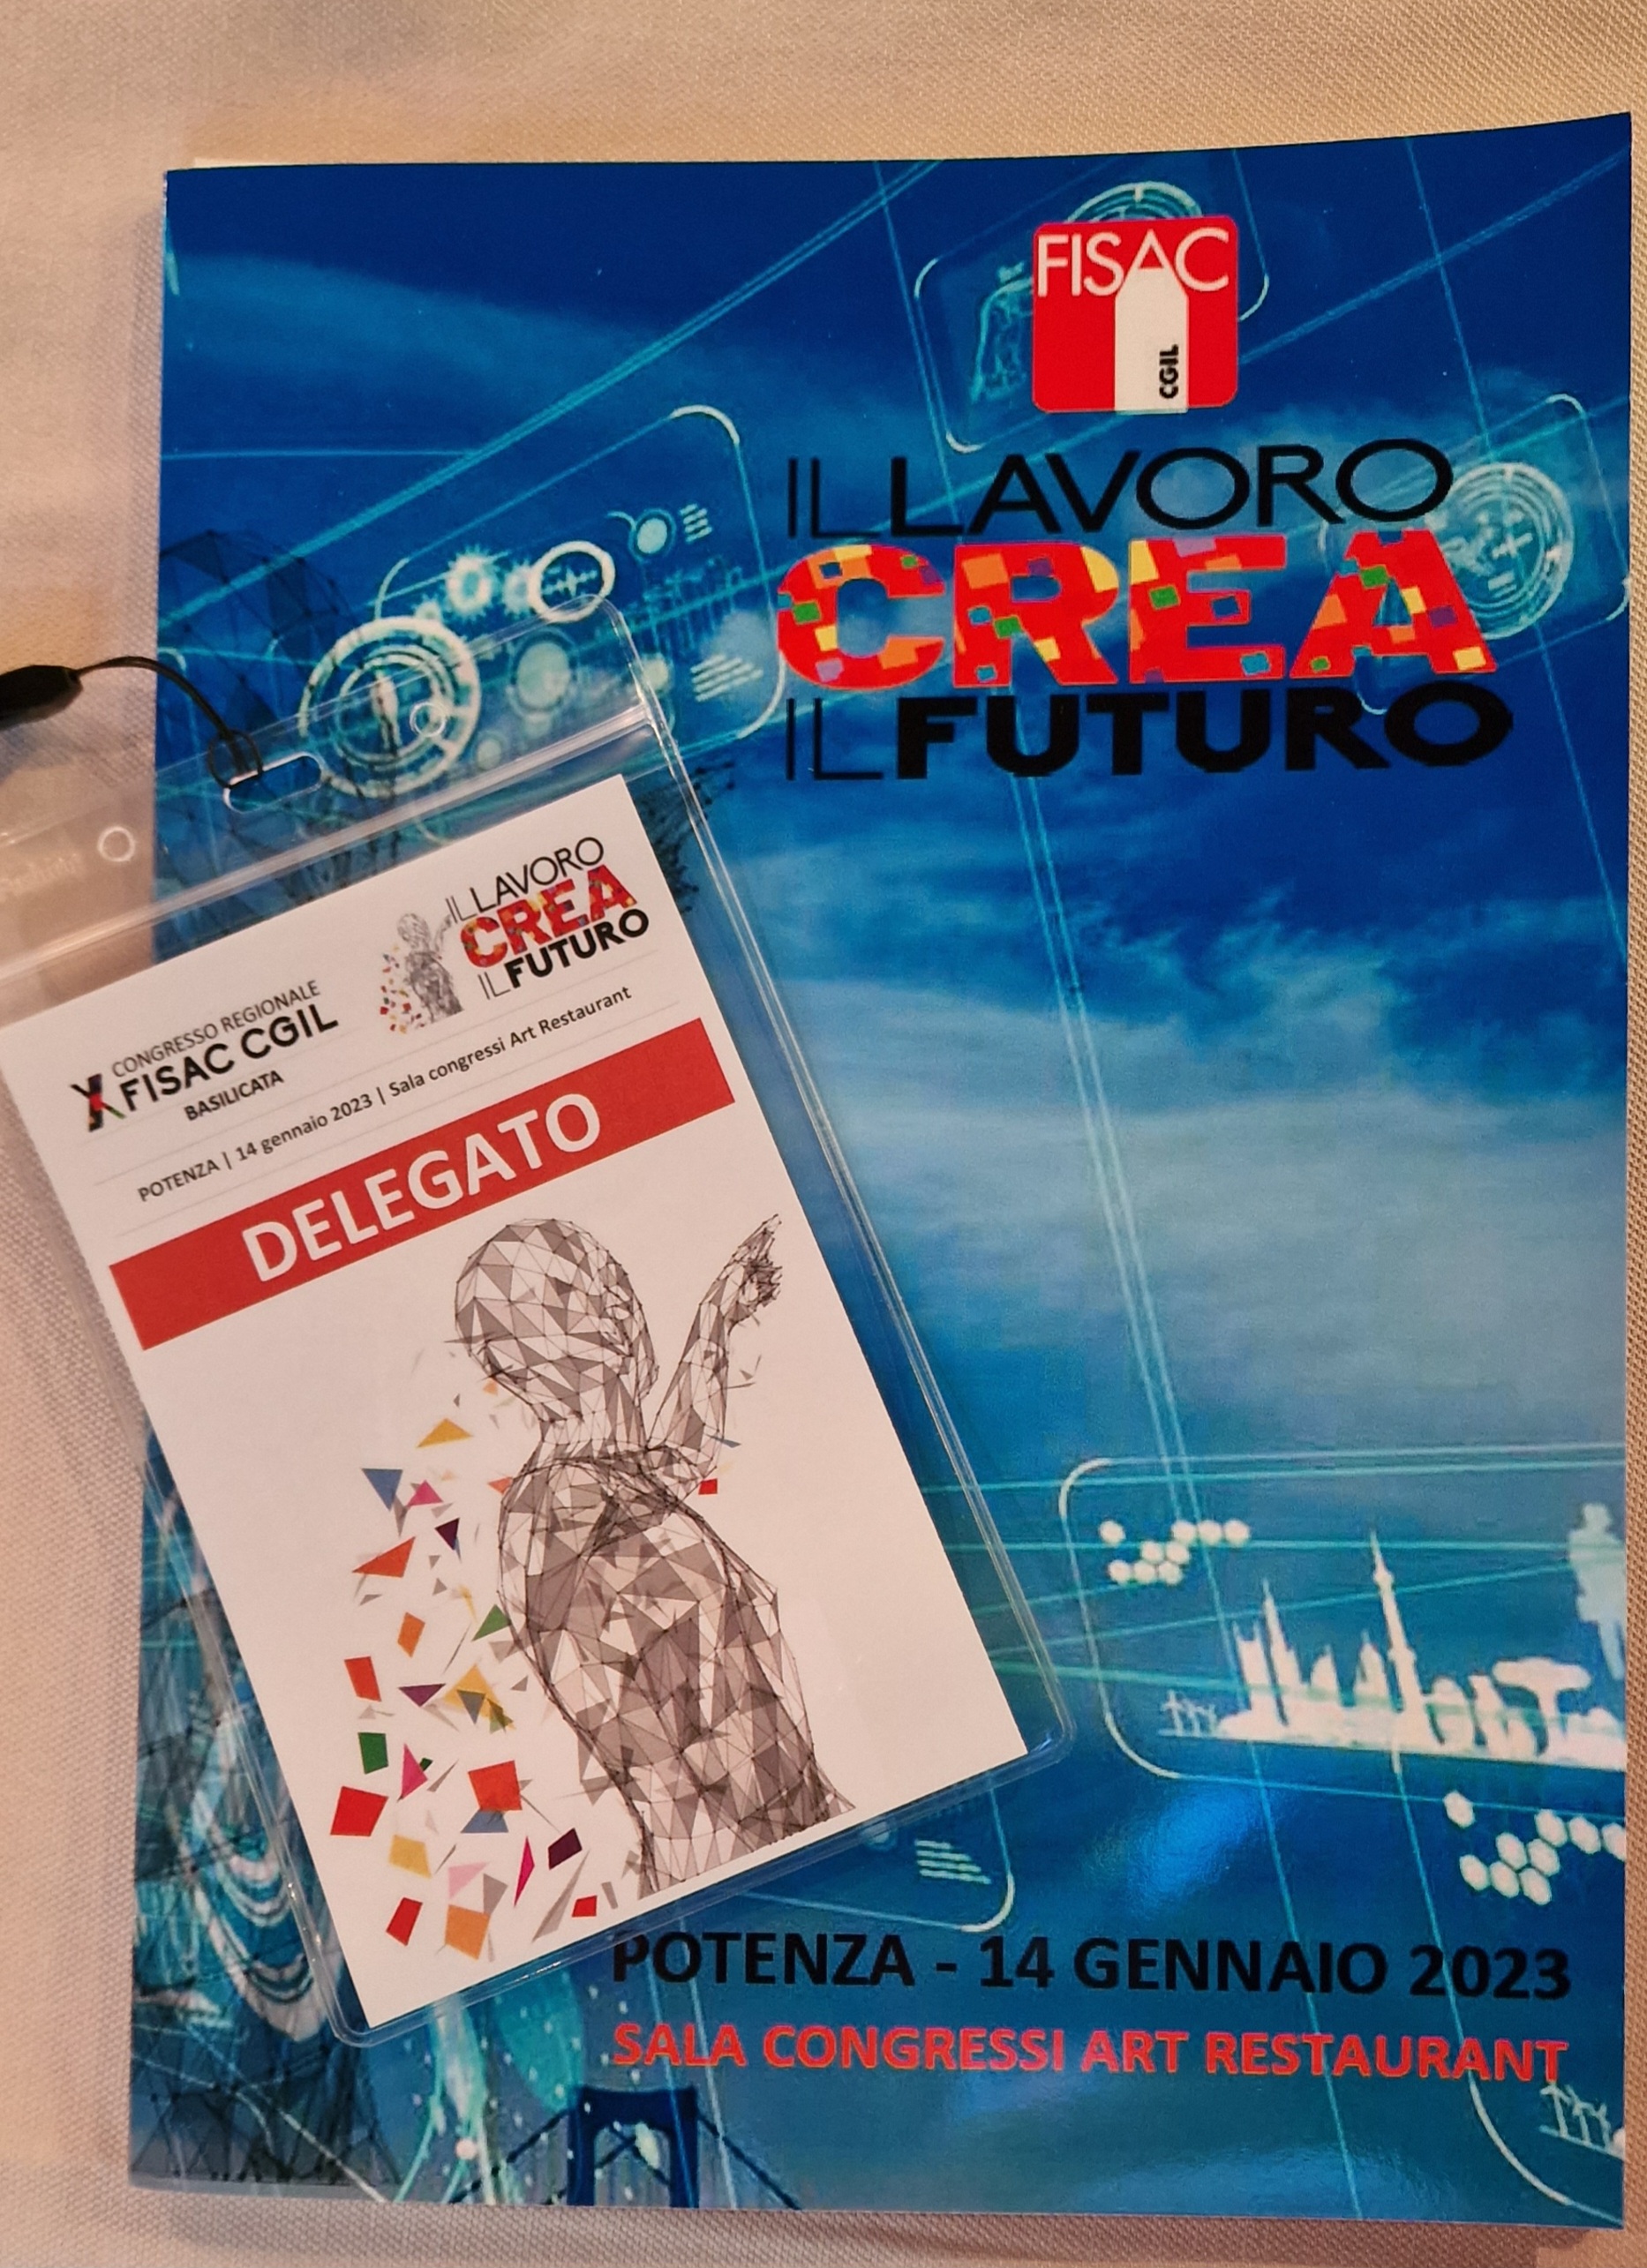 FISAC
CGIL
IL LAVORO
CREA
IL FUTURO
IL LAVORO
CREA
IL FUTURO
CONGRESSO REGIONALE
FISAC CGIL
BASILICATA
POTENZA | 14 gennaio 2023 | Sala congressi Art Restaurant
DELEGATO
POTENZA - 14 GENNAIO 2023
SALA CONGRESSI ART RESTAURANT